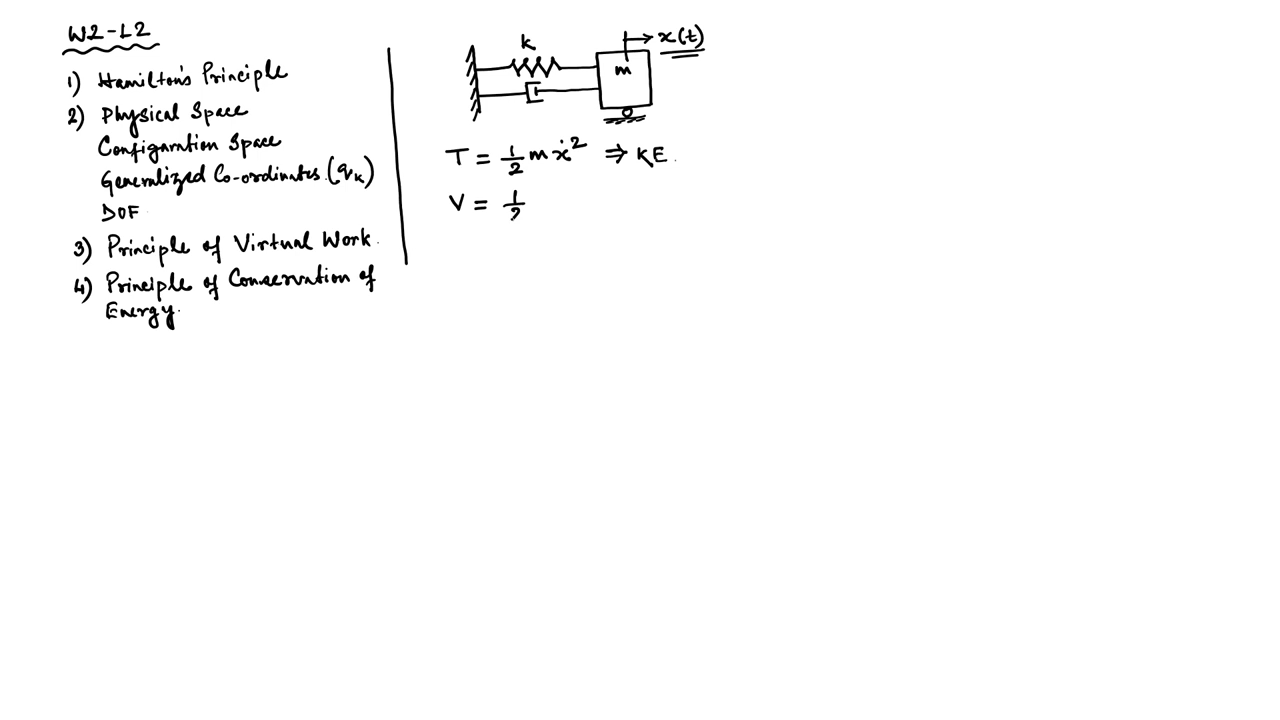 W2-L2
1) Hamilton's Principle
2) Physical Space
Configuration Space
Generalized Co-ordinates. (qk)
DOF
3) Principle of Virtual Work.
4) Principle of Conservation of
Energy.
k
x(t)
m
T = 1/2 m ẋ² ⇒ KE.
V = 1/2